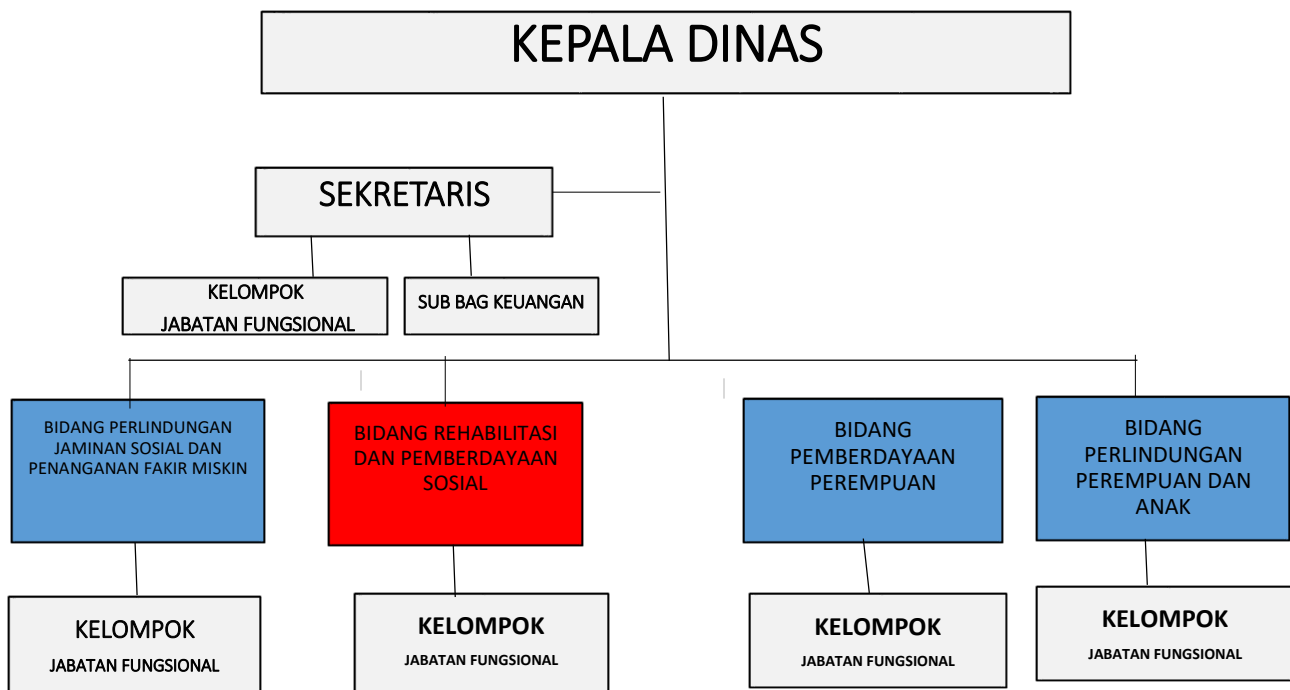 KEPALA DINAS
SEKRETARIS
KELOMPOK
JABATAN FUNGSIONAL
SUB BAG KEUANGAN
BIDANG PERLINDUNGAN
JAMINAN SOSIAL DAN
PENANGANAN FAKIR MISKIN
BIDANG REHABILITASI
DAN PEMBERDAYAAN
SOSIAL
BIDANG
PEMBERDAYAAN
PEREMPUAN
BIDANG
PERLINDUNGAN
PEREMPUAN DAN
ANAK
KELOMPOK
JABATAN FUNGSIONAL
KELOMPOK
JABATAN FUNGSIONAL
KELOMPOK
JABATAN FUNGSIONAL
KELOMPOK
JABATAN FUNGSIONAL